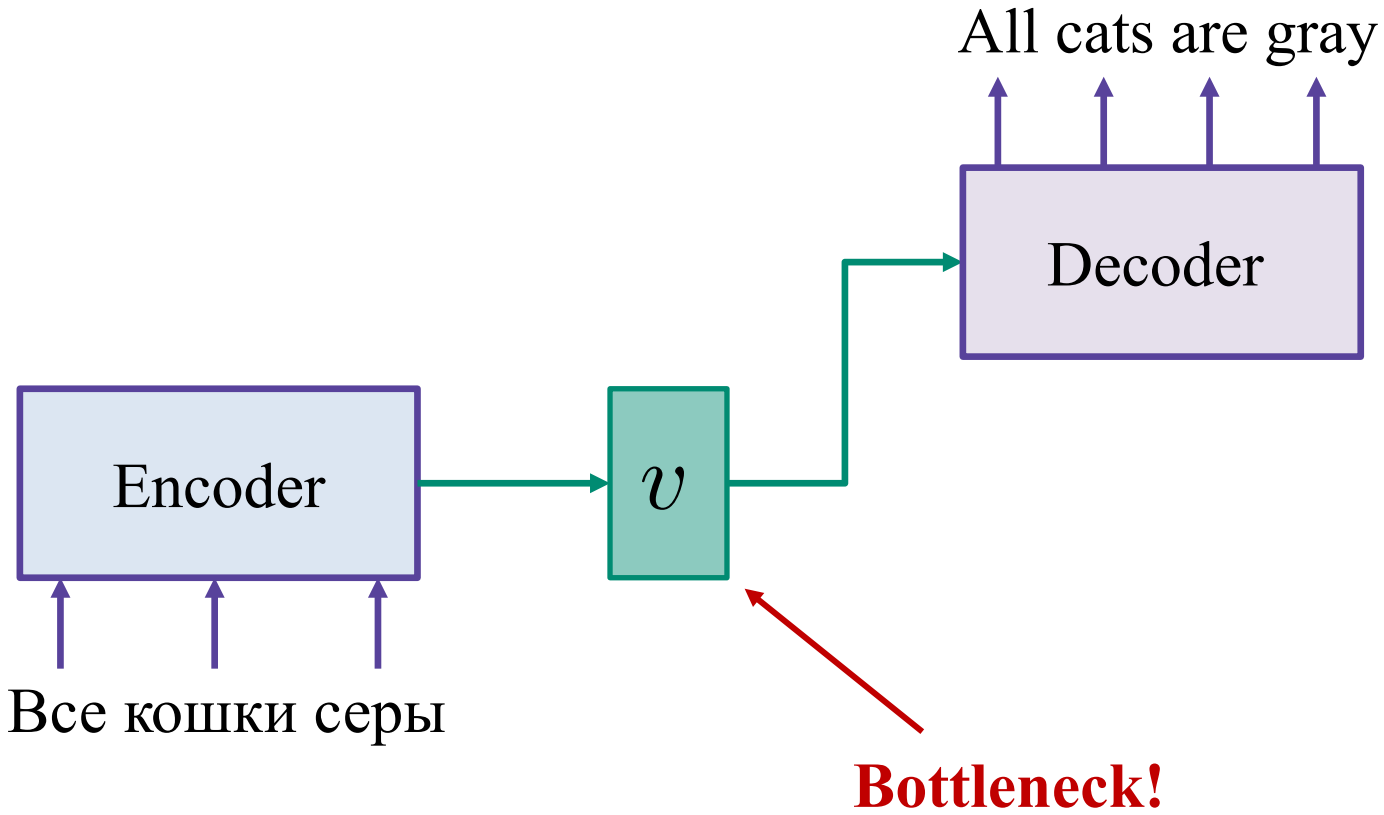 All cats are gray
Decoder
Encoder
v
Все кошки серы
Bottleneck!